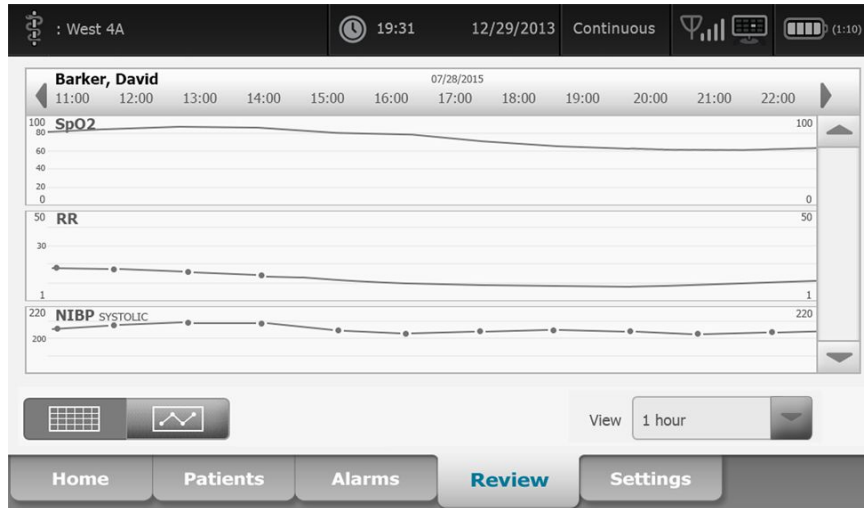 : West 4A 19:31 12/29/2013 Continuous (1:10)
Barker, David 07/28/2015
11:00 12:00 13:00 14:00 15:00 16:00 17:00 18:00 19:00 20:00 21:00 22:00
100 SpO2 100
80
60
40
20
0 0
50 RR 50
30
1 1
220 NIBP SYSTOLIC 220
200
View 1 hour
Home Patients Alarms Review Settings